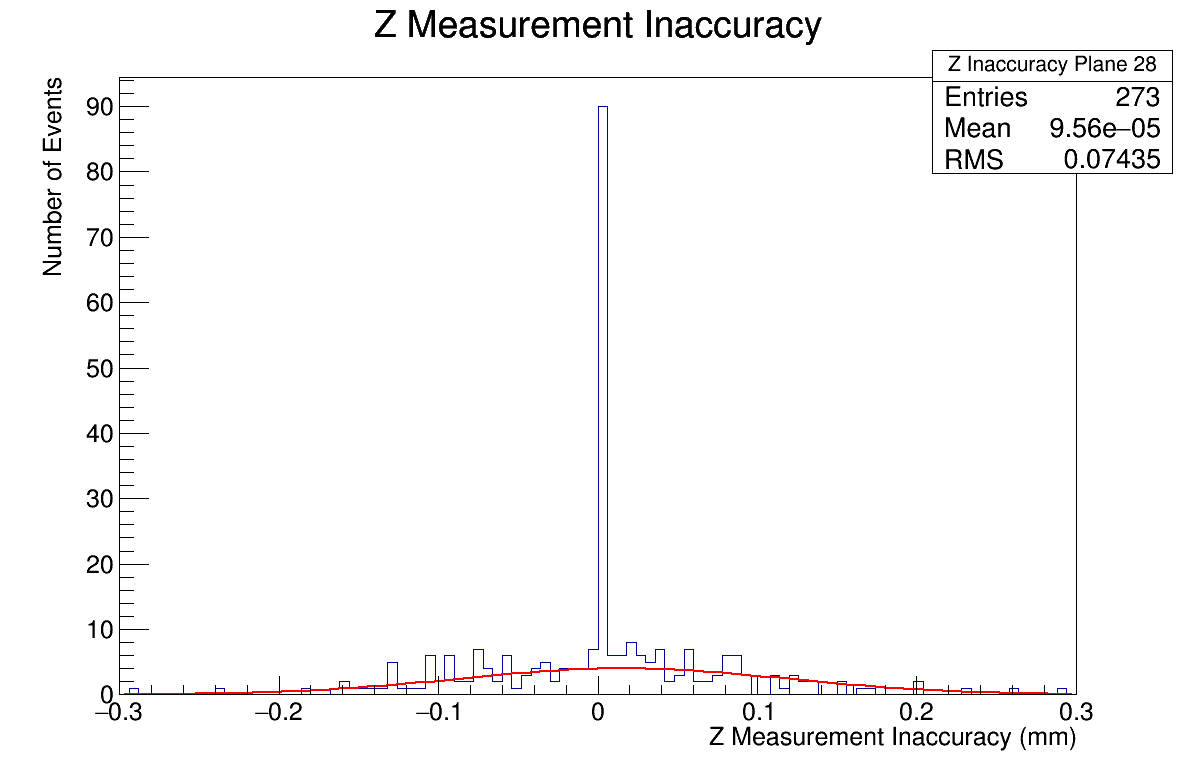 Z Measurement Inaccuracy
Z Inaccuracy Plane 28
Entries 273
Mean 9.56e−05
RMS 0.07435
Number of Events
90
80
70
60
50
40
30
20
10
0
−0.3 −0.2 −0.1 0 0.1 0.2 0.3
Z Measurement Inaccuracy (mm)